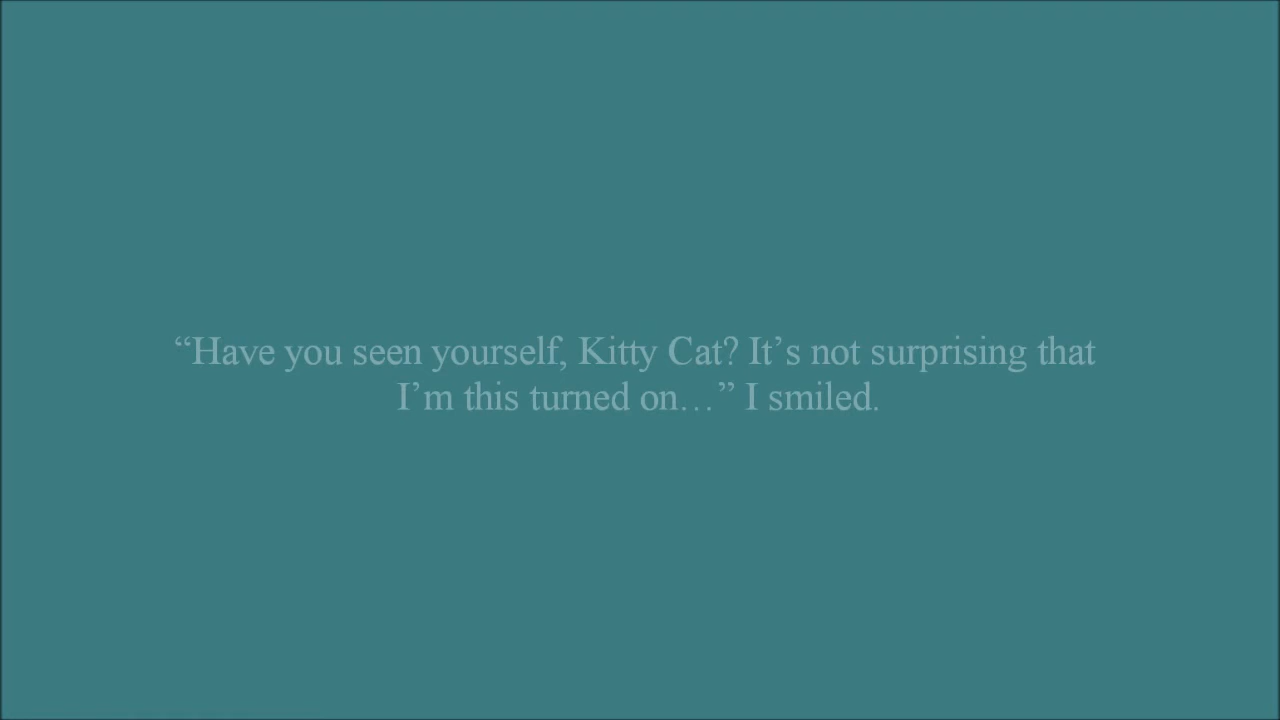 “Have you seen yourself, Kitty Cat? It’s not surprising that
I’m this turned on…” I smiled.